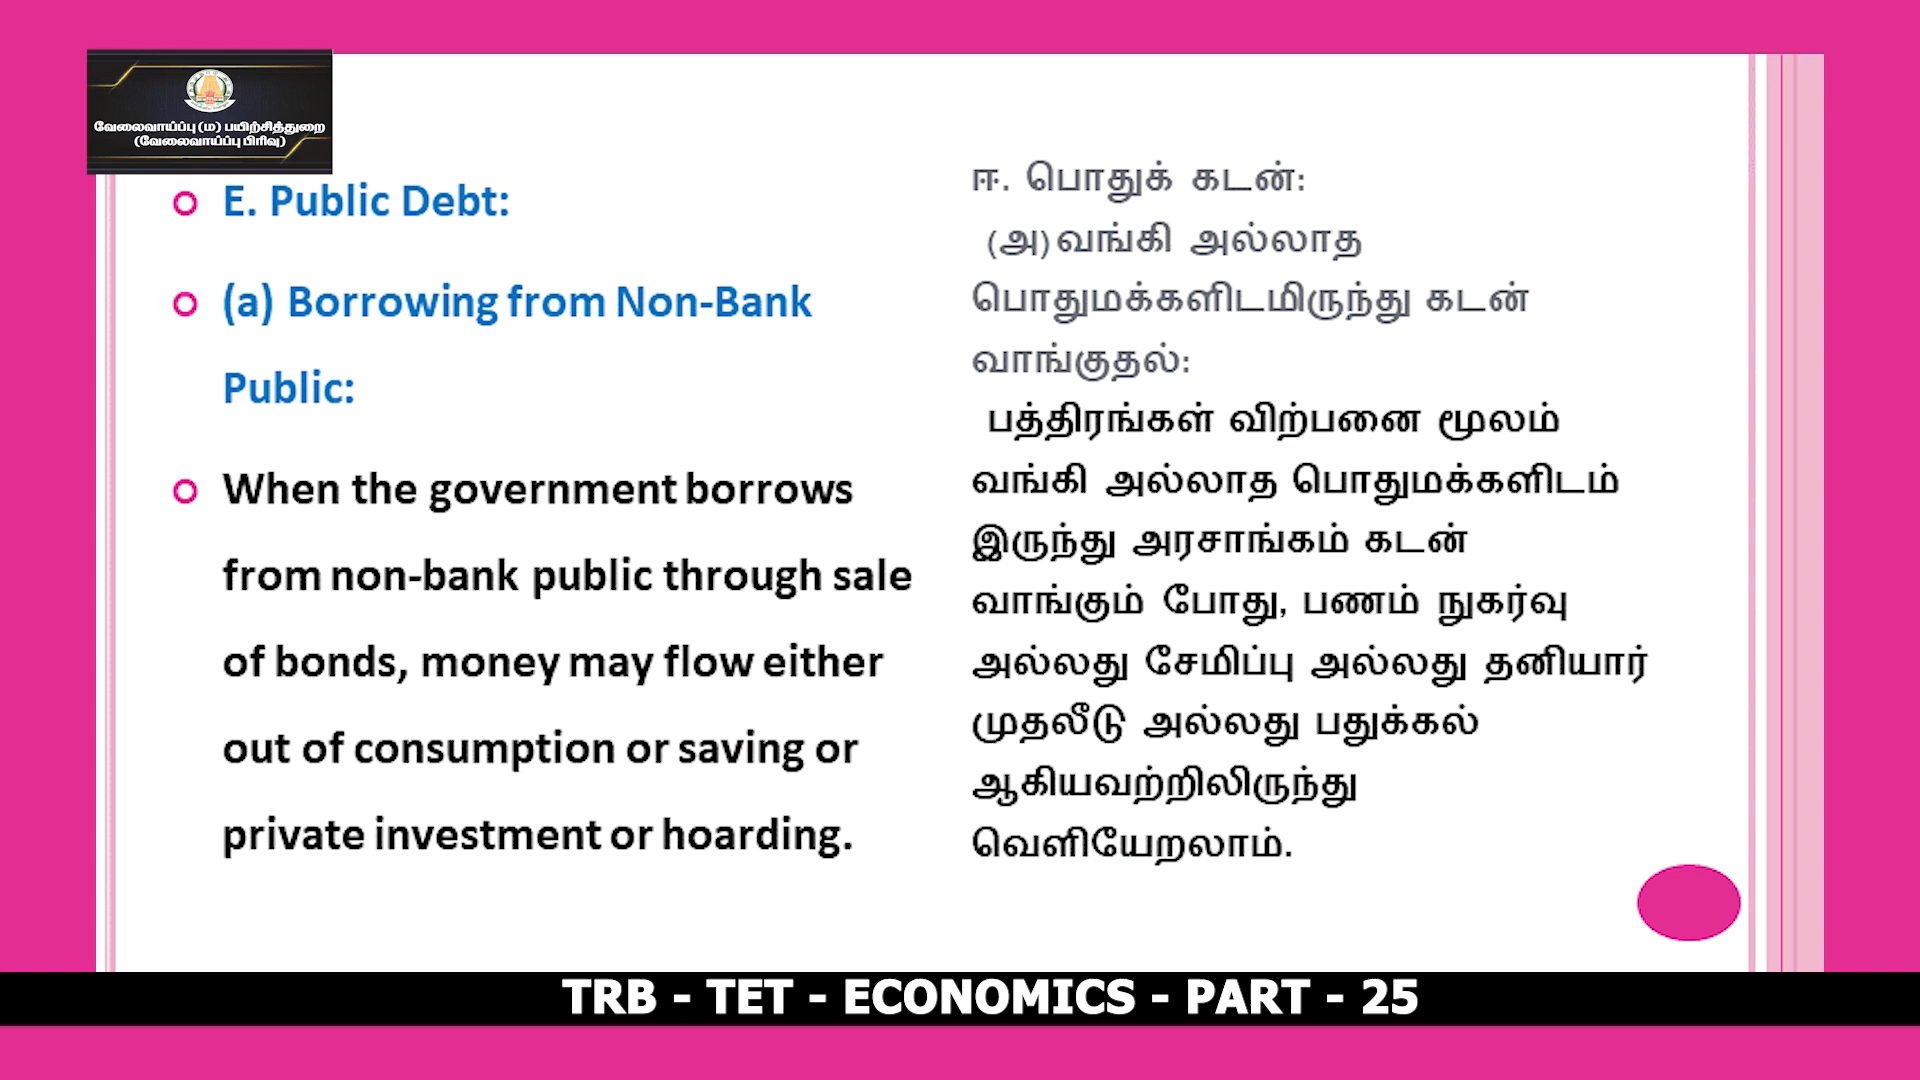 வேலைவாய்ப்பு (ம) பயிற்சித்துறை
(வேலைவாய்ப்பு பிரிவு)
E. Public Debt:
(a) Borrowing from Non-Bank
Public:
When the government borrows
from non-bank public through sale
of bonds, money may flow either
out of consumption or saving or
private investment or hoarding.
ஈ. பொதுக் கடன்:
(அ) வங்கி அல்லாத
பொதுமக்களிடமிருந்து கடன்
வாங்குதல்:
பத்திரங்கள் விற்பனை மூலம்
வங்கி அல்லாத பொதுமக்களிடம்
இருந்து அரசாங்கம் கடன்
வாங்கும் போது, பணம் நுகர்வு
அல்லது சேமிப்பு அல்லது தனியார்
முதலீடு அல்லது பதுக்கல்
ஆகியவற்றிலிருந்து
வெளியேறலாம்.
TRB - TET - ECONOMICS - PART - 25